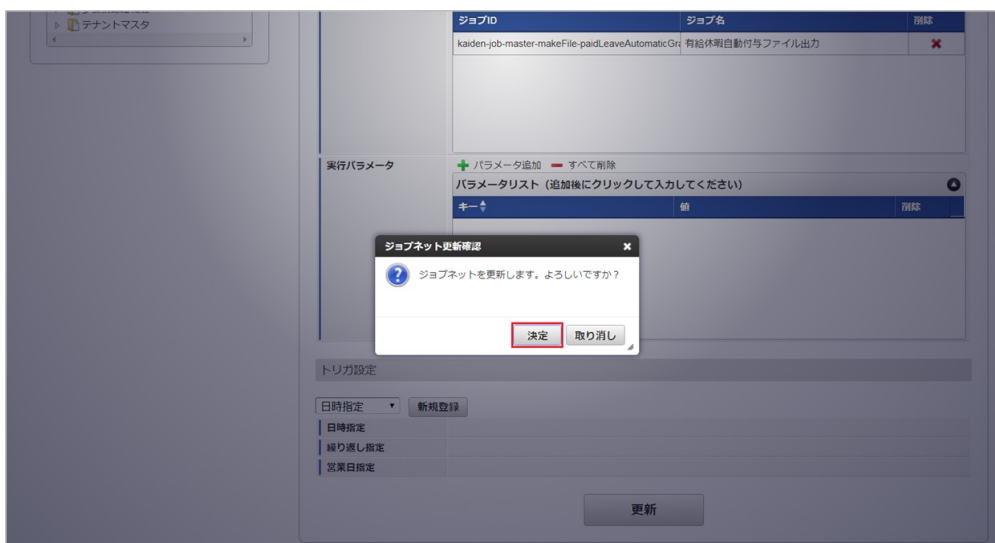 テナントマスタ
ジョブID ジョブ名 削除
kaiden-job-master-makeFile-paidLeaveAutomaticGra 有給休暇自動付与ファイル出力
実行パラメータ
パラメータ追加 すべて削除
パラメータリスト（追加後にクリックして入力してください）
キー 値 削除
ジョブネット更新確認
ジョブネットを更新します。よろしいですか？
決定 取り消し
トリガ設定
日時指定 新規登録
日時指定
繰り返し指定
営業日指定
更新